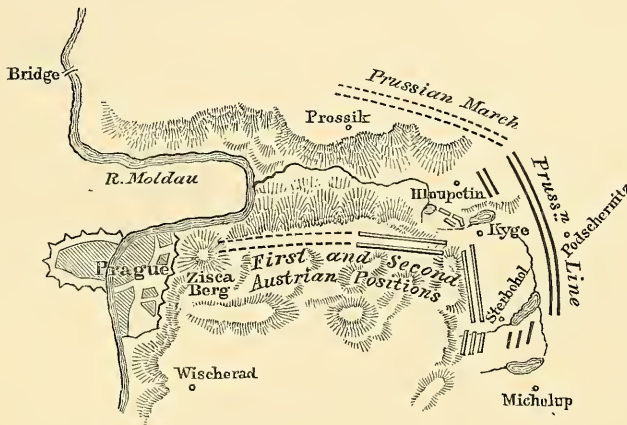 Bridge
Prussian March
Prossik
R. Moldau
Hloupetin
Pruss.n Line
Podschernitz
Kyge
Prague
Zisca
Berg
First and Second
Austrian Positions
Sterbohol
Wischerad
Michelup